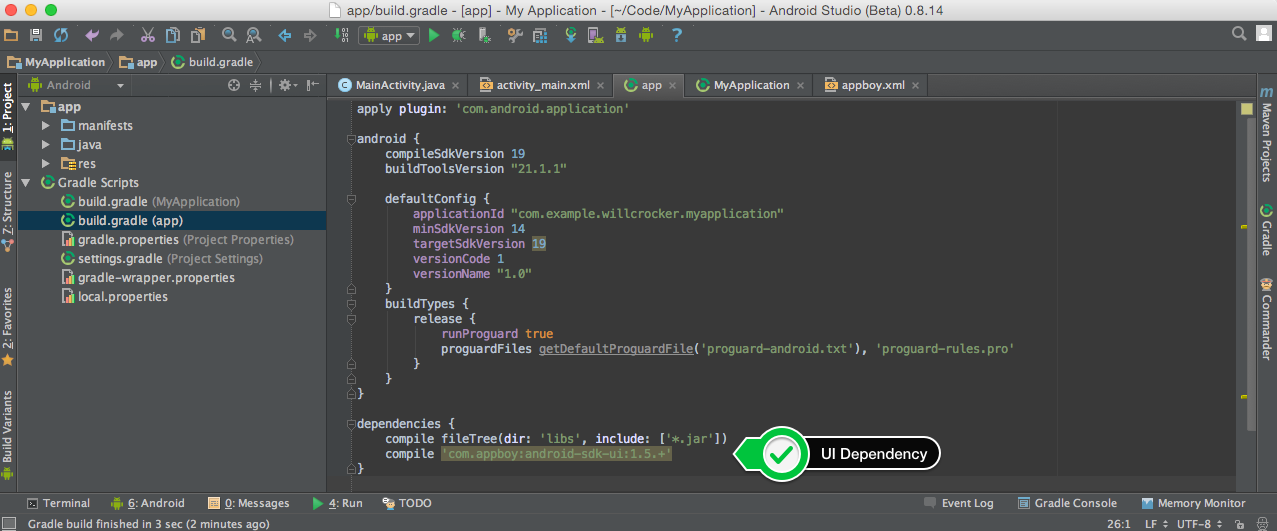 app/build.gradle - [app] - My Application - [~/Code/MyApplication] - Android Studio (Beta) 0.8.14
app
MyApplication app build.gradle
Android
MainActivity.java activity_main.xml app MyApplication appboy.xml
1: Project
Z: Structure
2: Favorites
Build Variants
app
manifests
java
res
Gradle Scripts
build.gradle (MyApplication)
build.gradle (app)
gradle.properties (Project Properties)
settings.gradle (Project Settings)
gradle-wrapper.properties
local.properties
apply plugin: 'com.android.application'
android {
compileSdkVersion 19
buildToolsVersion "21.1.1"
defaultConfig {
applicationId "com.example.willcrocker.myapplication"
minSdkVersion 14
targetSdkVersion 19
versionCode 1
versionName "1.0"
}
buildTypes {
release {
runProguard true
proguardFiles getDefaultProguardFile('proguard-android.txt'), 'proguard-rules.pro'
}
}
}
dependencies {
compile fileTree(dir: 'libs', include: ['*.jar'])
compile 'com.appboy:android-sdk-ui:1.5.+'
}
UI Dependency
m Maven Projects
Gradle
Commander
Terminal 6: Android 0: Messages 4: Run TODO Event Log Gradle Console Memory Monitor
Gradle build finished in 3 sec (2 minutes ago) 26:1 LF UTF-8